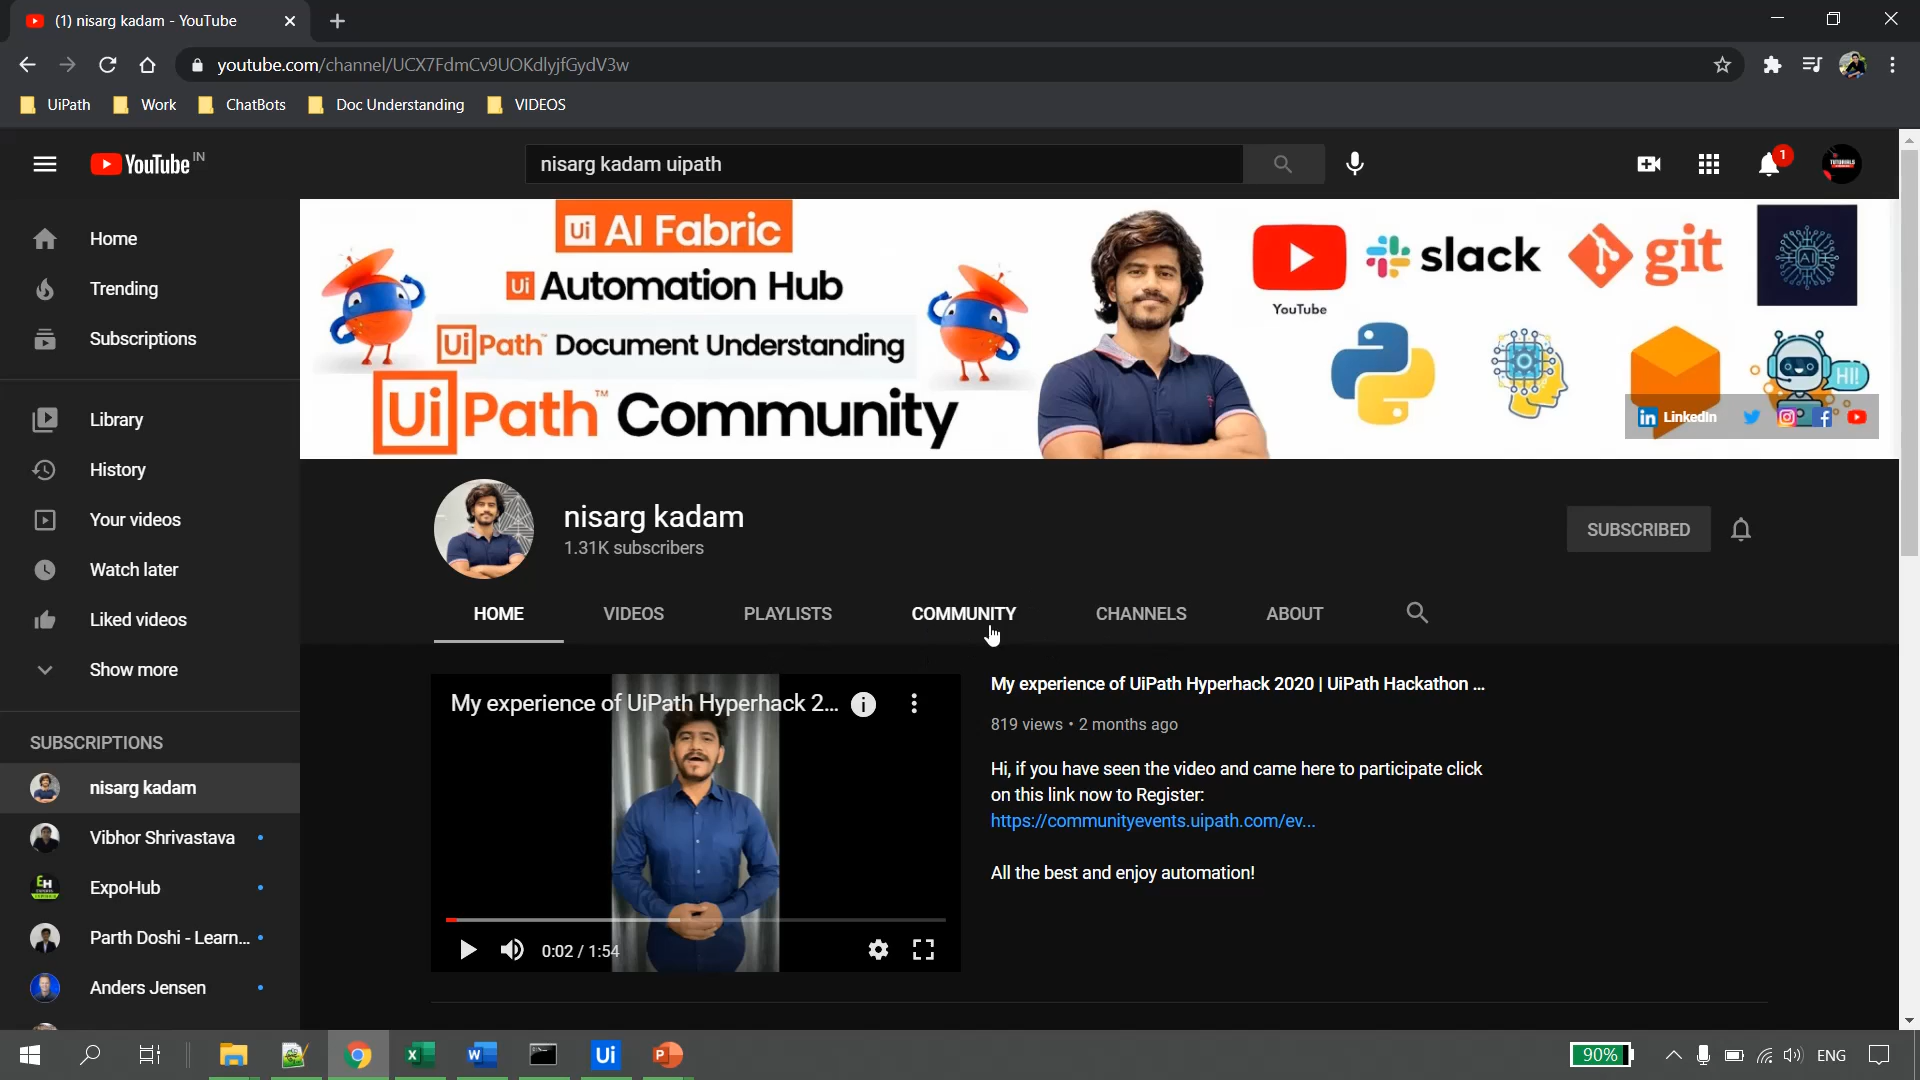 (1) nisarg kadam - YouTube
youtube.com/channel/UCX7FdmCv9UOKdlyjfGydV3w
UiPath Work ChatBots Doc Understanding VIDEOS
YouTube IN
nisarg kadam uipath
1
Home
Trending
Subscriptions
Library
History
Your videos
Watch later
Liked videos
Show more
SUBSCRIPTIONS
nisarg kadam
Vibhor Shrivastava
ExpoHub
Parth Doshi - Learn...
Anders Jensen
Ui AI Fabric
Ui Automation Hub
UiPath™ Document Understanding
UiPath™ Community
YouTube
slack
git
AI
HI!
in LinkedIn
nisarg kadam
1.31K subscribers
SUBSCRIBED
HOME VIDEOS PLAYLISTS COMMUNITY CHANNELS ABOUT
My experience of UiPath Hyperhack 2...
0:02 / 1:54
My experience of UiPath Hyperhack 2020 | UiPath Hackathon ...
819 views • 2 months ago
Hi, if you have seen the video and came here to participate click
on this link now to Register:
https://communityevents.uipath.com/ev...
All the best and enjoy automation!
Ui
90%
ENG